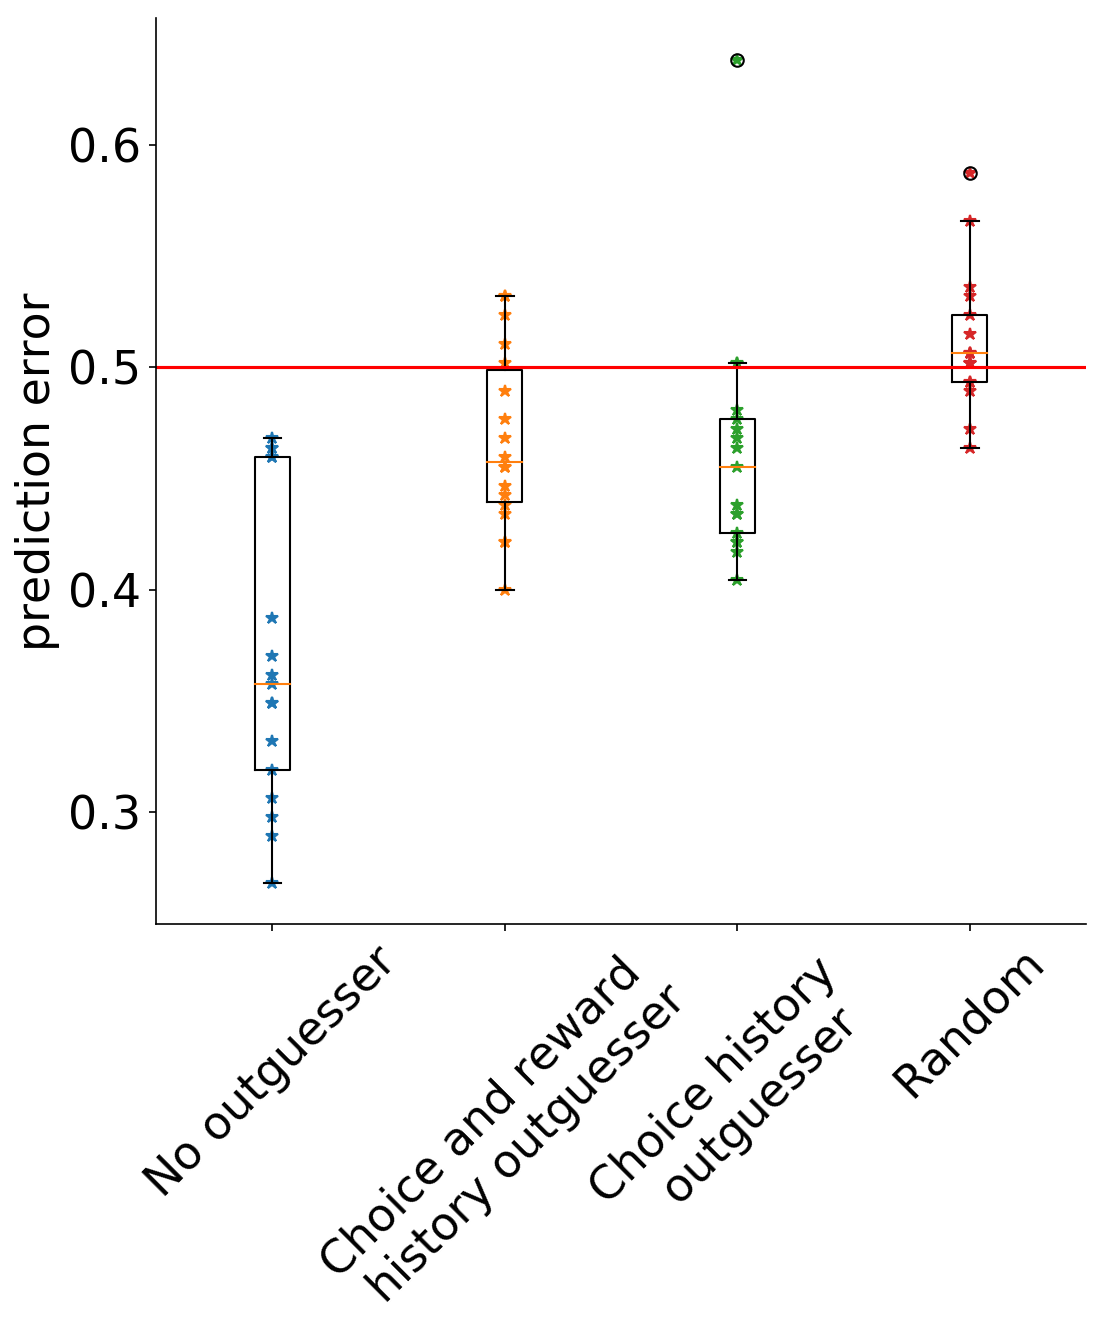 prediction error
0.6
0.5
0.4
0.3
No outguesser
Choice and reward
history outguesser
Choice history
outguesser
Random